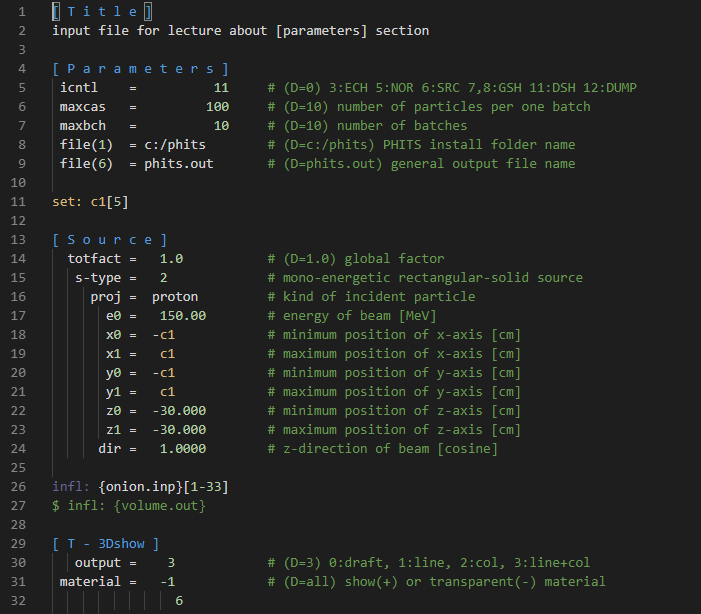 1 [ T i t l e ]
2 input file for lecture about [parameters] section
3
4 [ P a r a m e t e r s ]
5 icntl = 11 # (D=0) 3:ECH 5:NOR 6:SRC 7,8:GSH 11:DSH 12:DUMP
6 maxcas = 100 # (D=10) number of particles per one batch
7 maxbch = 10 # (D=10) number of batches
8 file(1) = c:/phits # (D=c:/phits) PHITS install folder name
9 file(6) = phits.out # (D=phits.out) general output file name
10
11 set: c1[5]
12
13 [ S o u r c e ]
14 totfact = 1.0 # (D=1.0) global factor
15 s-type = 2 # mono-energetic rectangular-solid source
16 proj = proton # kind of incident particle
17 e0 = 150.00 # energy of beam [MeV]
18 x0 = -c1 # minimum position of x-axis [cm]
19 x1 = c1 # maximum position of x-axis [cm]
20 y0 = -c1 # minimum position of y-axis [cm]
21 y1 = c1 # maximum position of y-axis [cm]
22 z0 = -30.000 # minimum position of z-axis [cm]
23 z1 = -30.000 # maximum position of z-axis [cm]
24 dir = 1.0000 # z-direction of beam [cosine]
25
26 infl: {onion.inp}[1-33]
27 $ infl: {volume.out}
28
29 [ T - 3Dshow ]
30 output = 3 # (D=3) 0:draft, 1:line, 2:col, 3:line+col
31 material = -1 # (D=all) show(+) or transparent(-) material
32 6